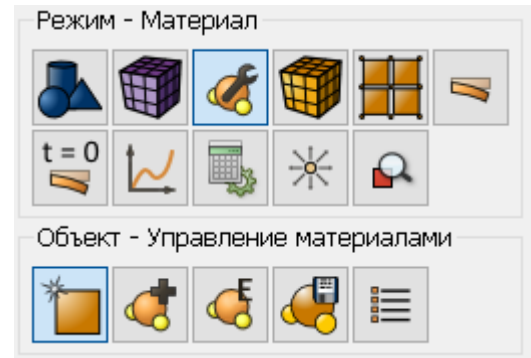 Режим - Материал
t = 0
Объект - Управление материалами
E